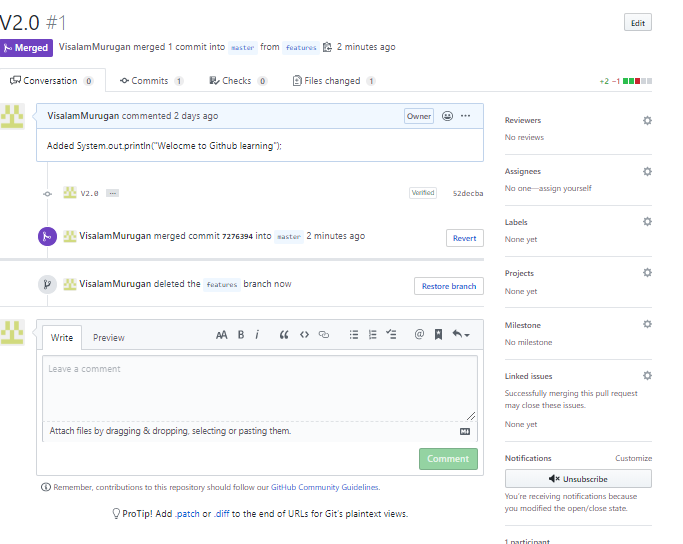 V2.0 #1
Edit
Merged VisalamMurugan merged 1 commit into master from features 2 minutes ago
Conversation 0 Commits 1 Checks 0 Files changed 1 +2 −1
VisalamMurugan commented 2 days ago Owner
Added System.out.println("Welocme to Github learning");
V2.0 Verified 52decba
VisalamMurugan merged commit 7276394 into master 2 minutes ago Revert
VisalamMurugan deleted the features branch now Restore branch
Write Preview AA B i
Leave a comment
Attach files by dragging & dropping, selecting or pasting them.
Comment
Remember, contributions to this repository should follow our GitHub Community Guidelines.
ProTip! Add .patch or .diff to the end of URLs for Git's plaintext views.
Reviewers
No reviews
Assignees
No one—assign yourself
Labels
None yet
Projects
None yet
Milestone
No milestone
Linked issues
Successfully merging this pull request
may close these issues.
None yet
Notifications Customize
Unsubscribe
You're receiving notifications because
you modified the open/close state.
1 participant